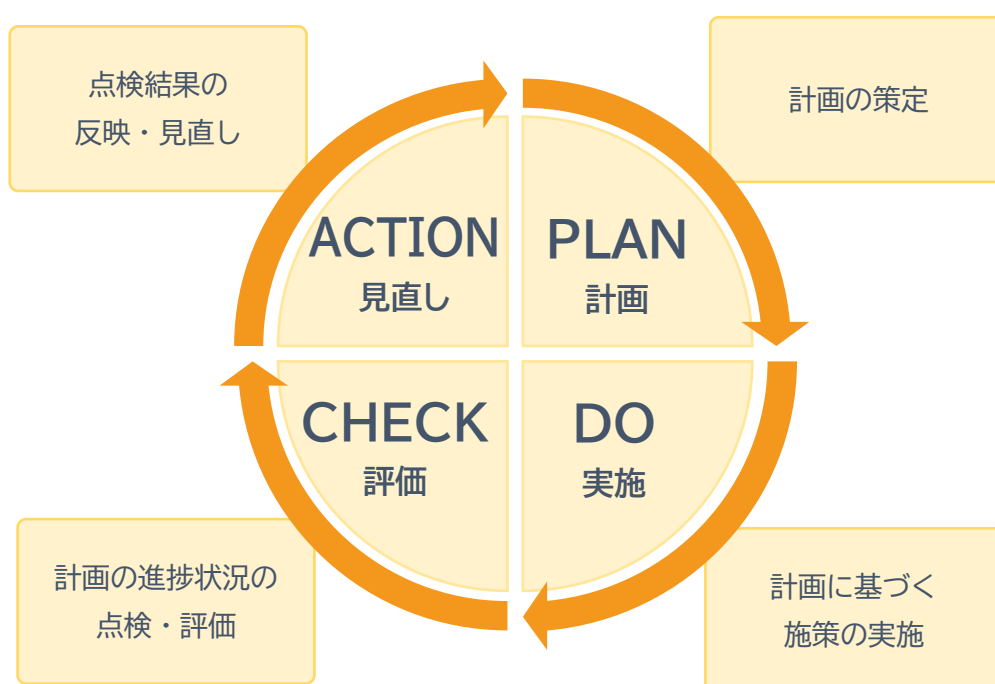 点検結果の
反映・見直し
計画の策定
ACTION
見直し
PLAN
計画
CHECK
評価
DO
実施
計画の進捗状況の
点検・評価
計画に基づく
施策の実施